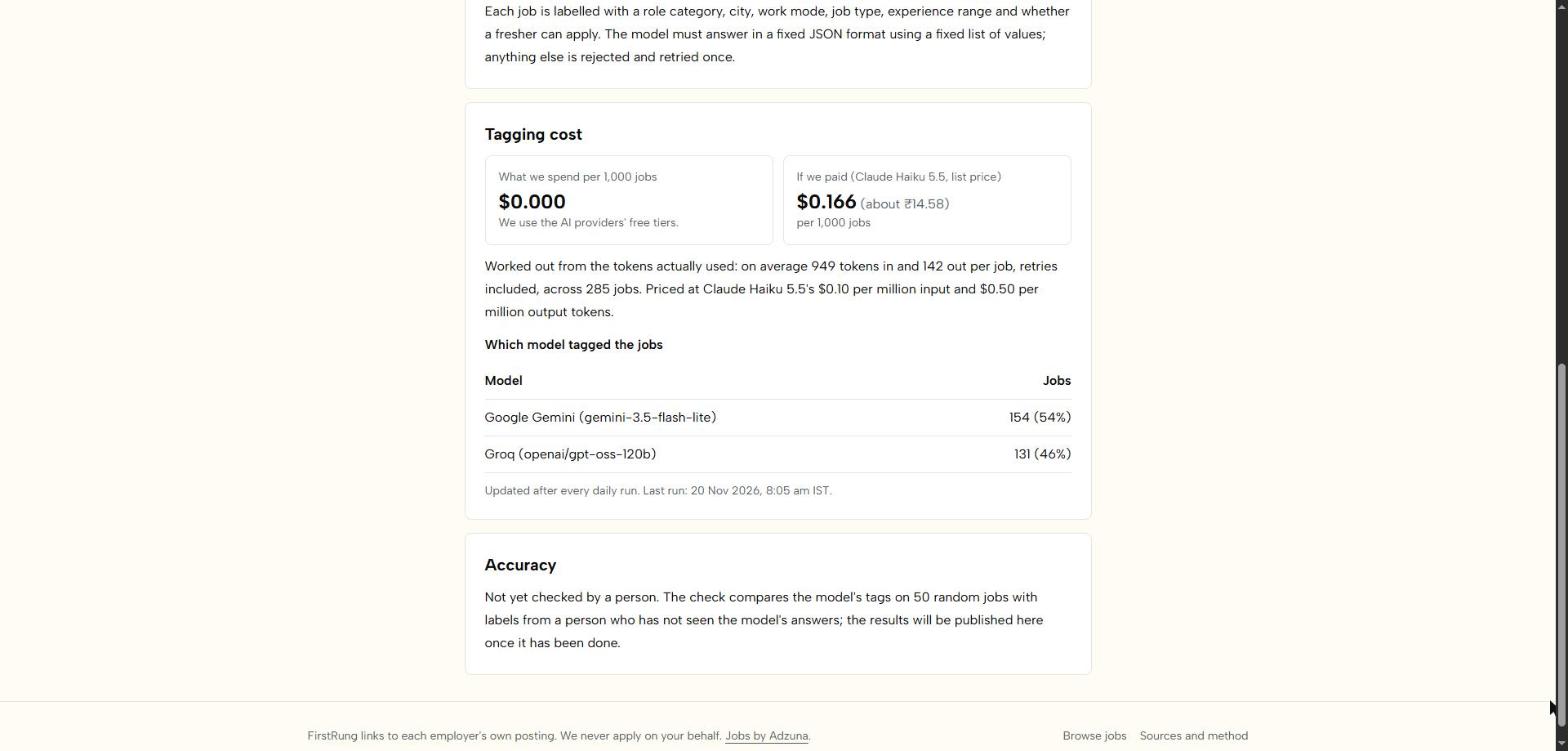 Each job is labelled with a role category, city, work mode, job type, experience range and whether
a fresher can apply. The model must answer in a fixed JSON format using a fixed list of values;
anything else is rejected and retried once.
Tagging cost
What we spend per 1,000 jobs
$0.000
We use the AI providers' free tiers.
If we paid (Claude Haiku 5.5, list price)
$0.166 (about ₹14.58)
per 1,000 jobs
Worked out from the tokens actually used: on average 949 tokens in and 142 out per job, retries
included, across 285 jobs. Priced at Claude Haiku 5.5's $0.10 per million input and $0.50 per
million output tokens.
Which model tagged the jobs
Model Jobs
Google Gemini (gemini-3.5-flash-lite) 154 (54%)
Groq (openai/gpt-oss-120b) 131 (46%)
Updated after every daily run. Last run: 20 Nov 2026, 8:05 am IST.
Accuracy
Not yet checked by a person. The check compares the model's tags on 50 random jobs with
labels from a person who has not seen the model's answers; the results will be published here
once it has been done.
FirstRung links to each employer's own posting. We never apply on your behalf. Jobs by Adzuna. Browse jobs Sources and method